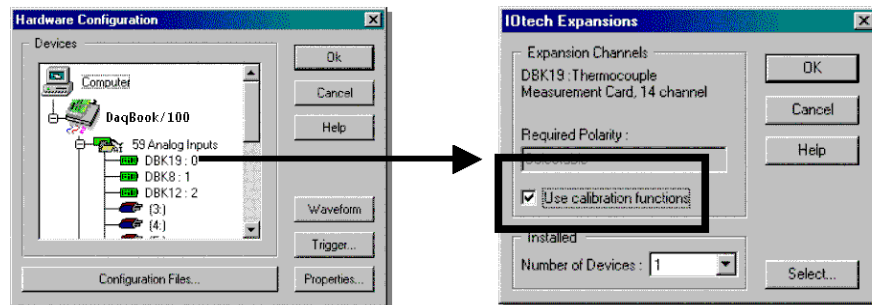 Hardware Configuration
Devices
Computer
DaqBook/100
59 Analog Inputs
DBK19 : 0
DBK8 : 1
DBK12 : 2
(3:)
(4:)
Ok
Cancel
Help
Waveform
Trigger...
Properties...
Configuration Files...
IOtech Expansions
Expansion Channels
DBK19 :Thermocouple
Measurement Card, 14 channel
Required Polarity :
Use calibration functions
Installed
Number of Devices : 1
OK
Cancel
Help
Select...